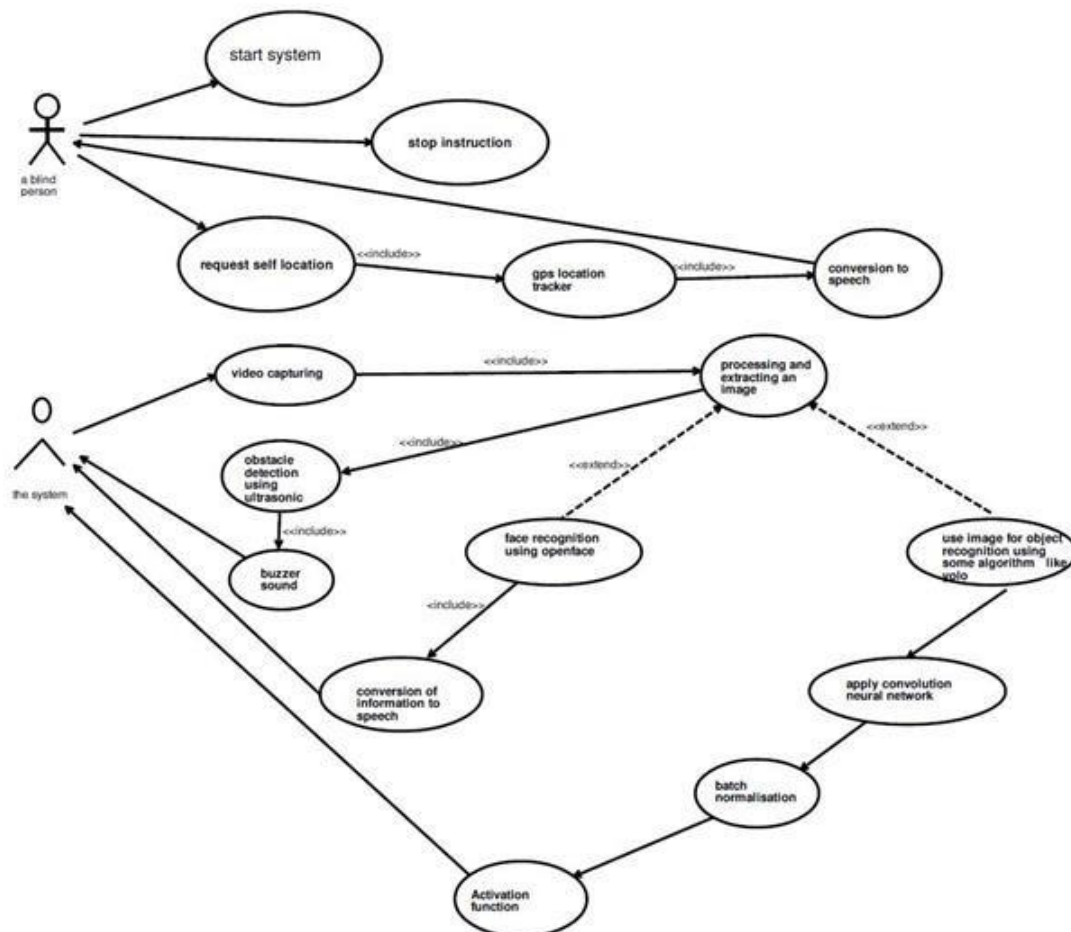 start system
stop instruction
a blind
person
request self location
<<include>>
gps location
tracker
<<include>>
conversion to
speech
video capturing
<<include>>
processing and
extracting an
image
the system
obstacle
detection
using
ultrasonic
<<include>>
<<extend>>
<<extend>>
<<include>>
buzzer
sound
face recognition
using openface
use image for object
recognition using
some algorithm like
yolo
<include>>
conversion of
information to
speech
apply convolution
neural network
batch
normalisation
Activation
function